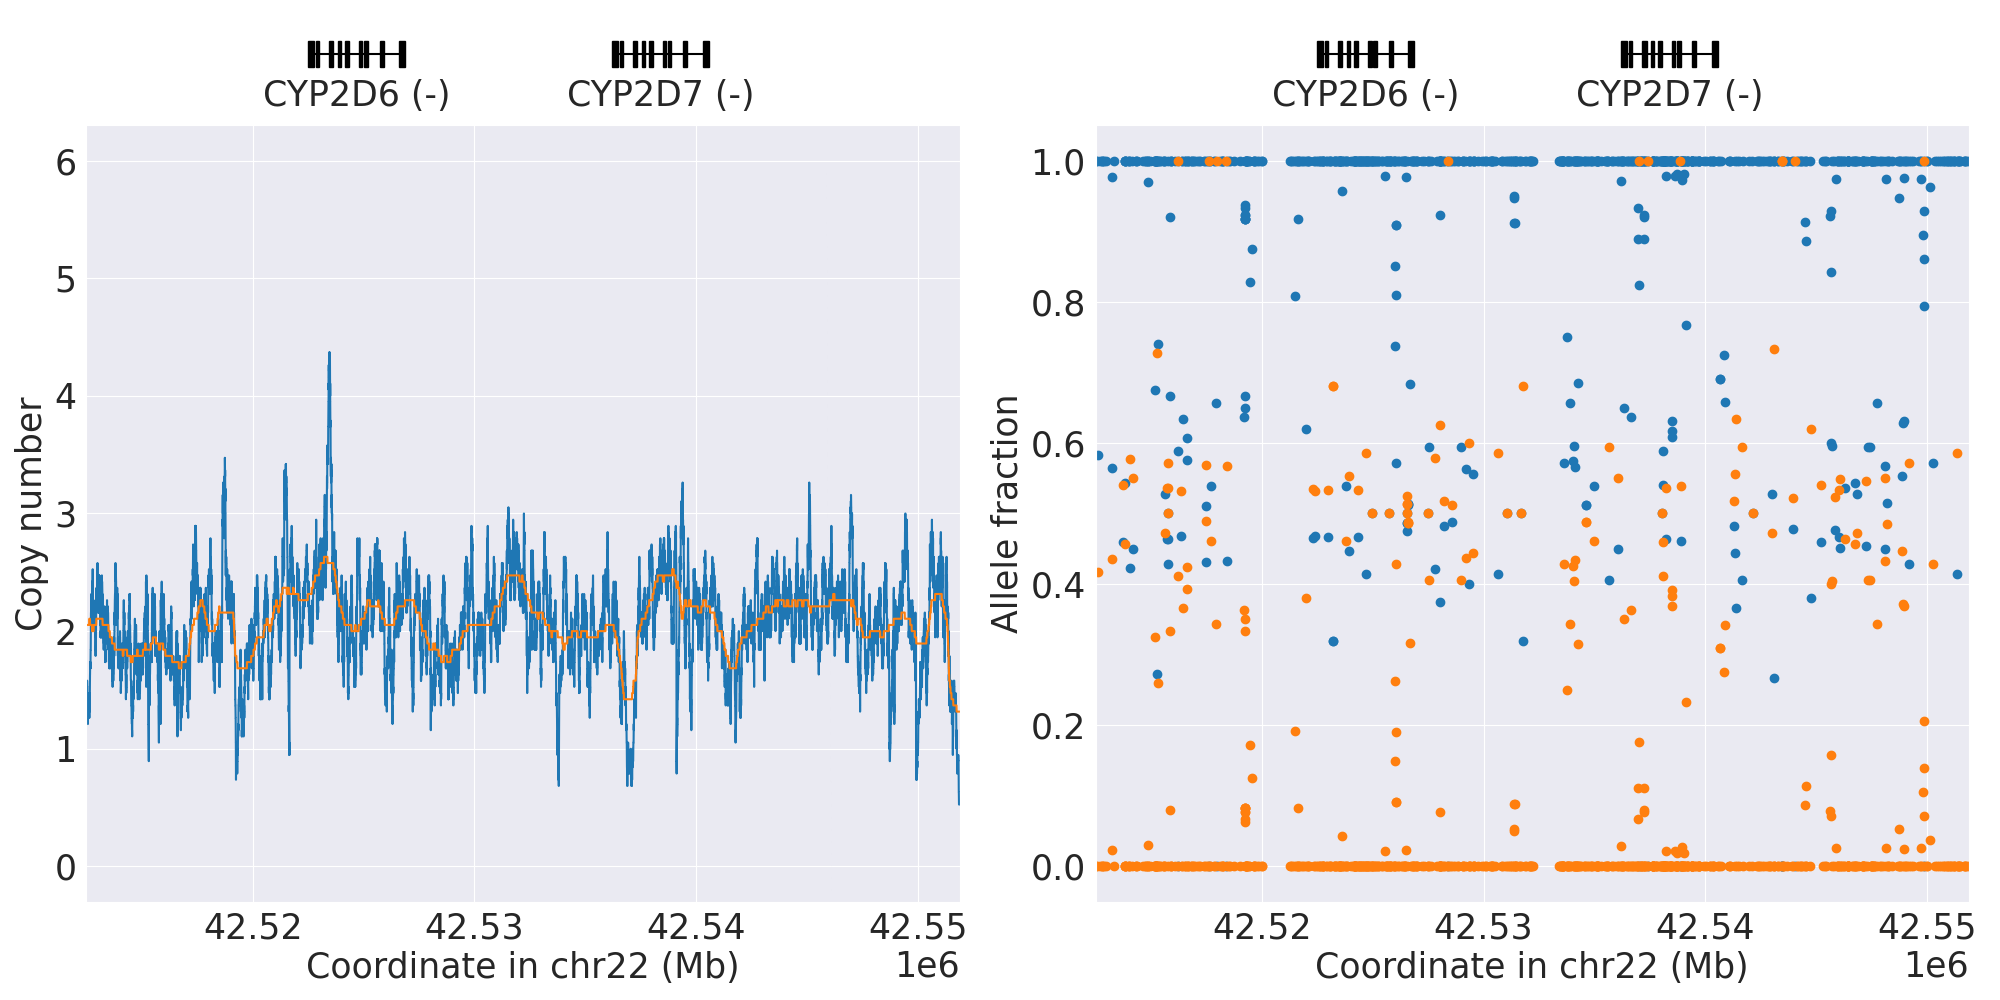 CYP2D6 (-) CYP2D7 (-)
6
5
4
3
2
1
0
Copy number
42.52 42.53 42.54 42.55
Coordinate in chr22 (Mb)
1e6
CYP2D6 (-) CYP2D7 (-)
1.0
0.8
0.6
0.4
0.2
0.0
Allele fraction
42.52 42.53 42.54 42.55
Coordinate in chr22 (Mb)
1e6